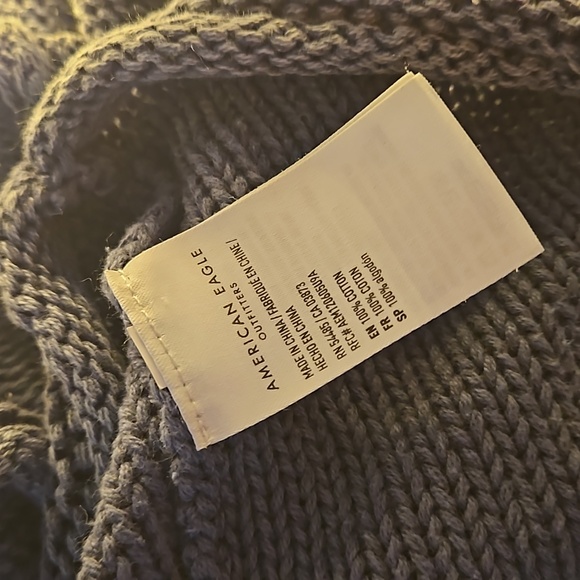 AMERICAN EAGLE
OUTFITTERS
MADE IN CHINA / FABRIQUÉ EN CHINE /
HECHO EN CHINA
RN 54485 / CA 03873
RFC# AEM1204050U9A
EN 100% COTTON
FR 100% COTON
SP 100% algodón